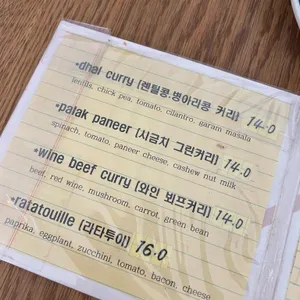 •dhal curry (렌틸콩.병아리콩 커리) 14.0
lentils, chick pea, tomato, cilantro, garam masala
•palak paneer (시금치 그린커리) 14.0
spinach, tomato, paneer cheese, cashew nut milk
•wine beef curry (와인 뵈프커리) 14.0
beef, red wine, mushroom, carrot, green bean
•ratatouille (라타투이) 16.0
paprika, eggplant, zucchini, tomato, bacon, cheese